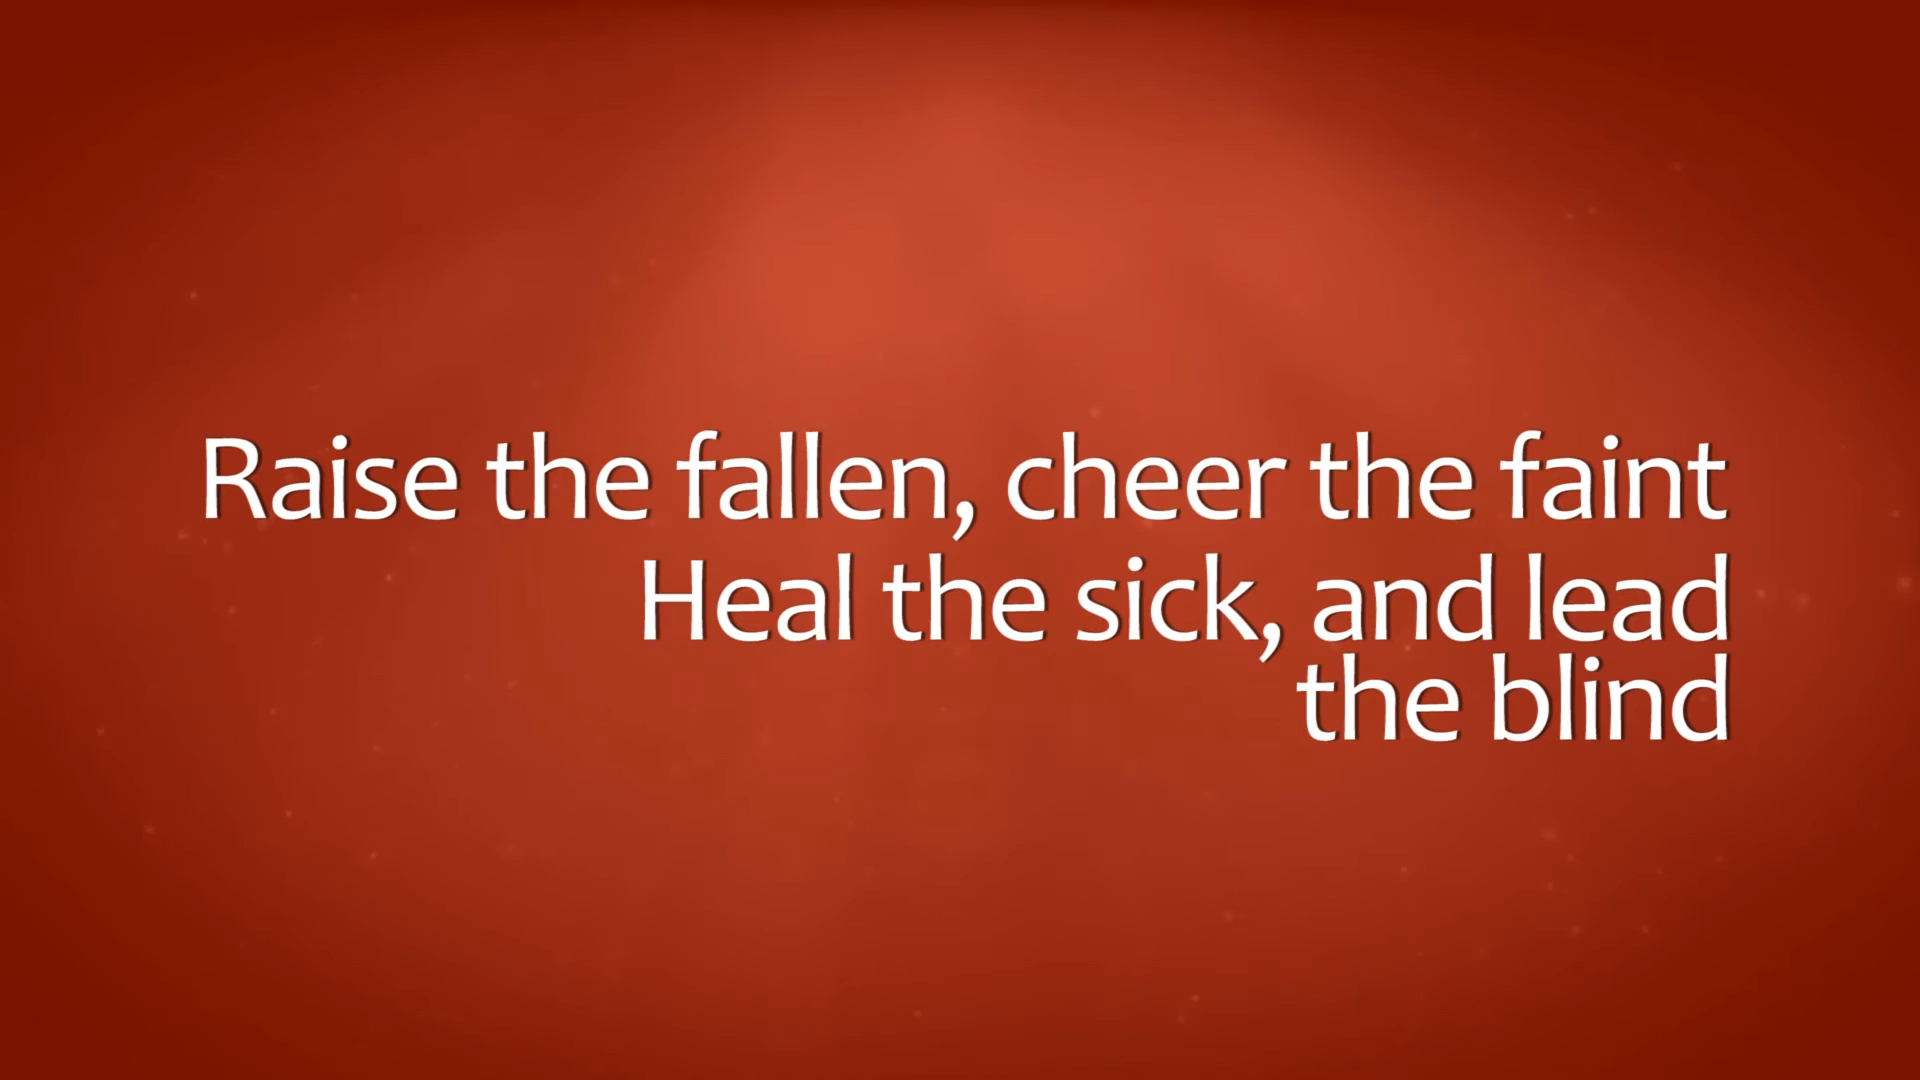 Raise the fallen, cheer the faint
Heal the sick, and lead
the blind